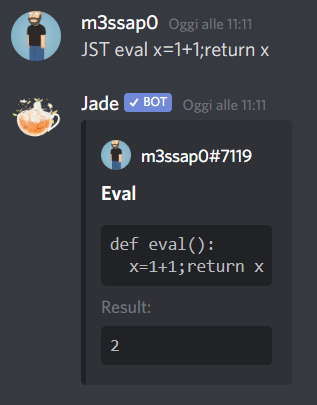 m3ssap0 Oggi alle 11:11
JST eval x=1+1;return x
Jade ✓ BOT Oggi alle 11:11
m3ssap0#7119
Eval
def eval():
  x=1+1;return x
Result:
2